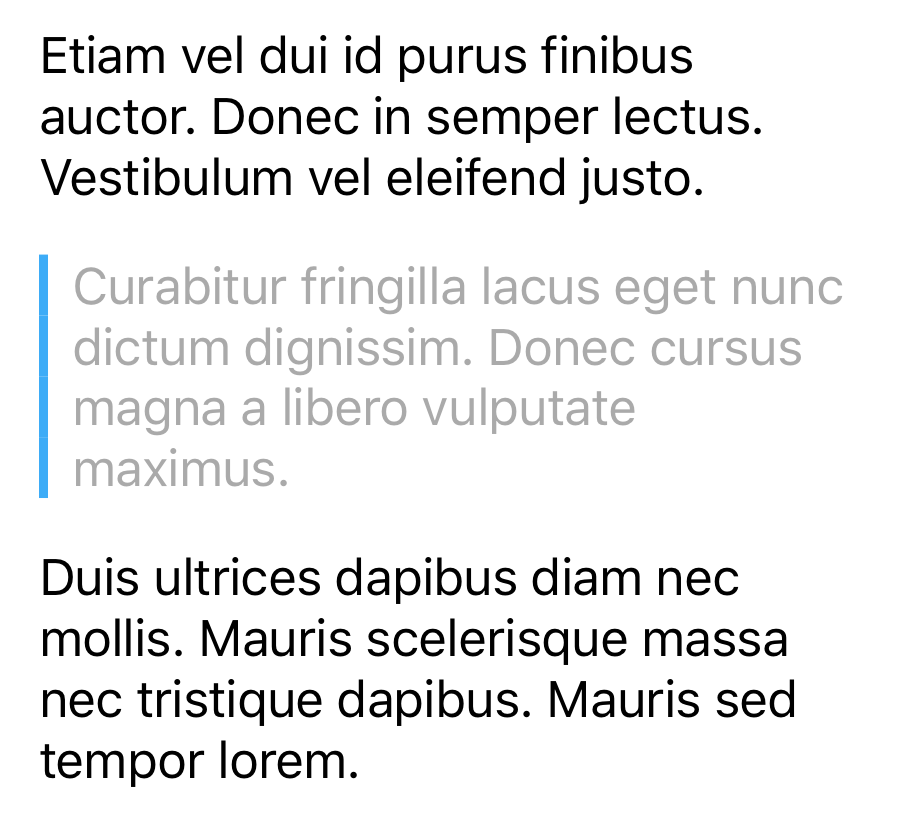 Etiam vel dui id purus finibus
auctor. Donec in semper lectus.
Vestibulum vel eleifend justo.
Curabitur fringilla lacus eget nunc
dictum dignissim. Donec cursus
magna a libero vulputate
maximus.
Duis ultrices dapibus diam nec
mollis. Mauris scelerisque massa
nec tristique dapibus. Mauris sed
tempor lorem.